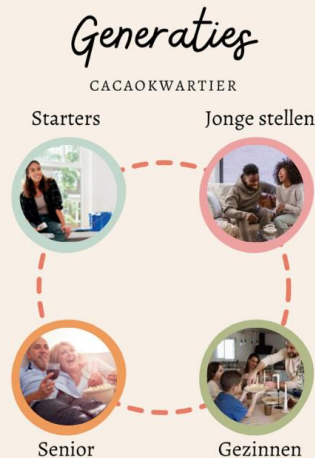 Generaties
CACAOKWARTIER
Starters
Jonge stellen
Senior
Gezinnen